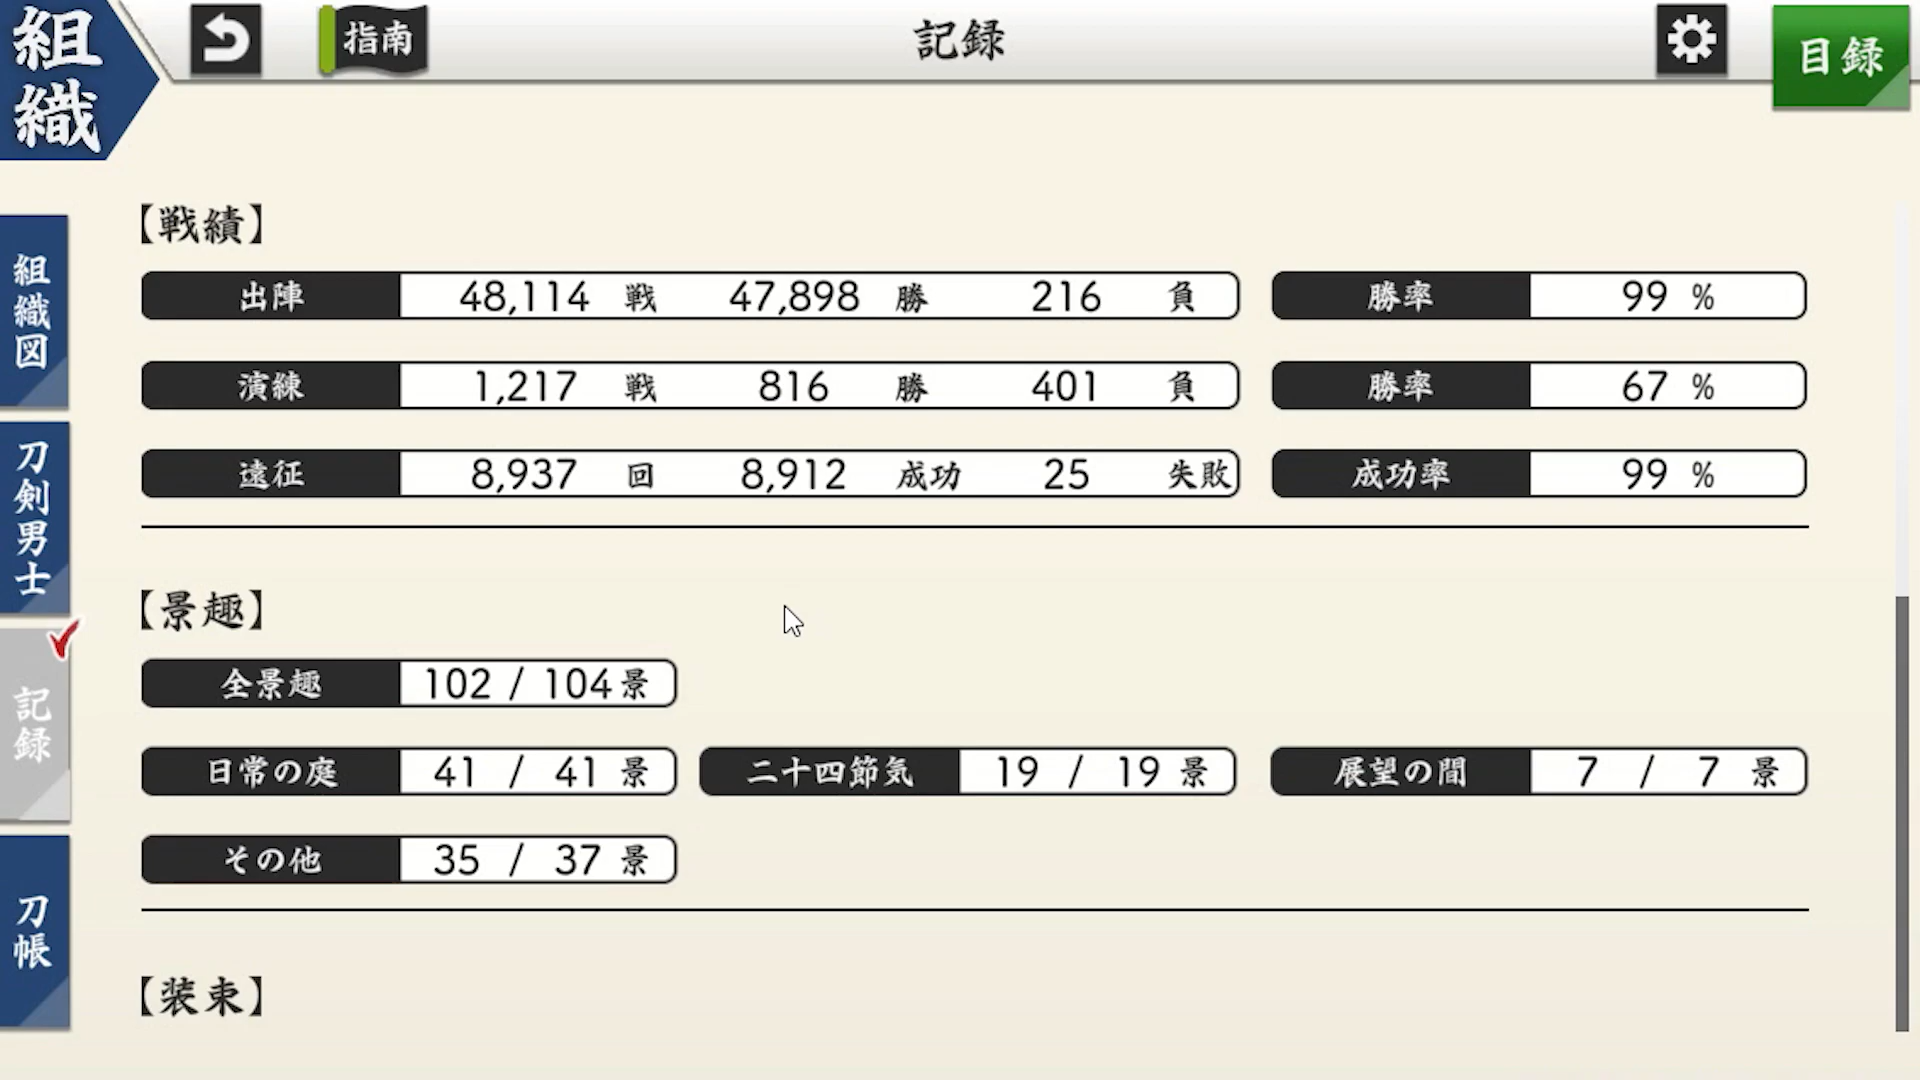 組織
指南
記録
目録
組織図
刀剣男士
記録
刀帳
【戦績】
出陣 48,114 戦 47,898 勝 216 負 勝率 99 %
演練 1,217 戦 816 勝 401 負 勝率 67 %
遠征 8,937 回 8,912 成功 25 失敗 成功率 99 %
【景趣】
全景趣 102 / 104 景
日常の庭 41 / 41 景 二十四節気 19 / 19 景 展望の間 7 / 7 景
その他 35 / 37 景
【装束】